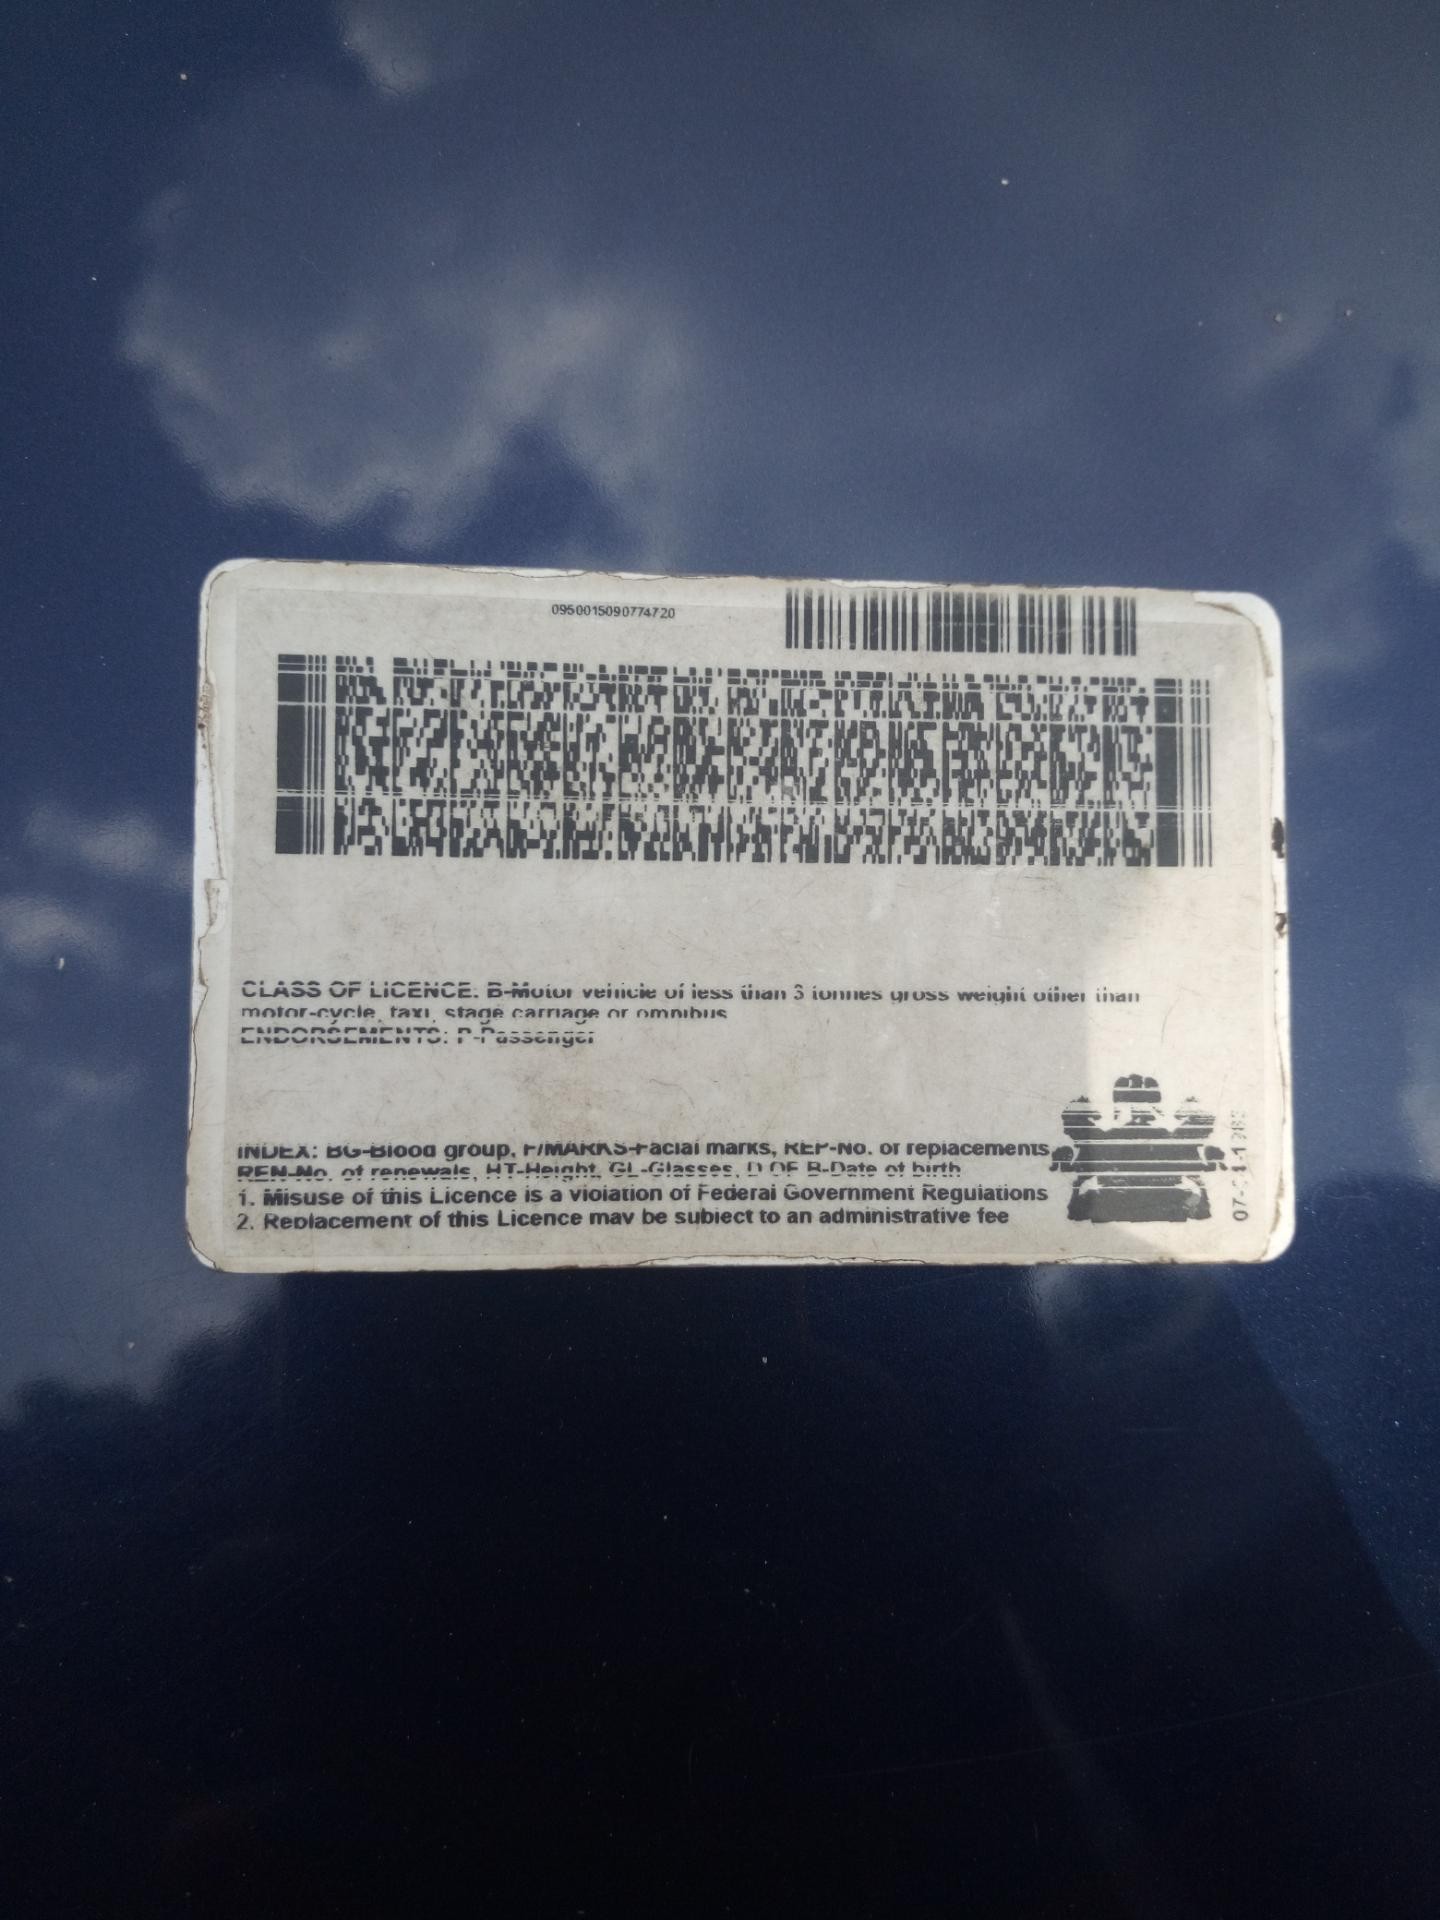 0950015090774720
CLASS OF LICENCE: B-Motor vehicle of less than 3 tonnes gross weight other than
motor-cycle, taxi, stage carriage or omnibus
ENDORSEMENTS: P-Passenger
INDEX: BG-Blood group, F/MARKS-Facial marks, REP-No. of replacements,
REN-No. of renewals, HT-Height, GL-Glasses, D OF B-Date of birth
1. Misuse of this Licence is a violation of Federal Government Regulations
2. Replacement of this Licence may be subject to an administrative fee